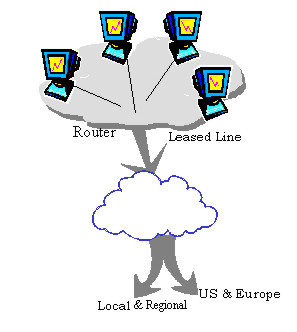 Router
Leased Line
Local & Regional
US & Europe